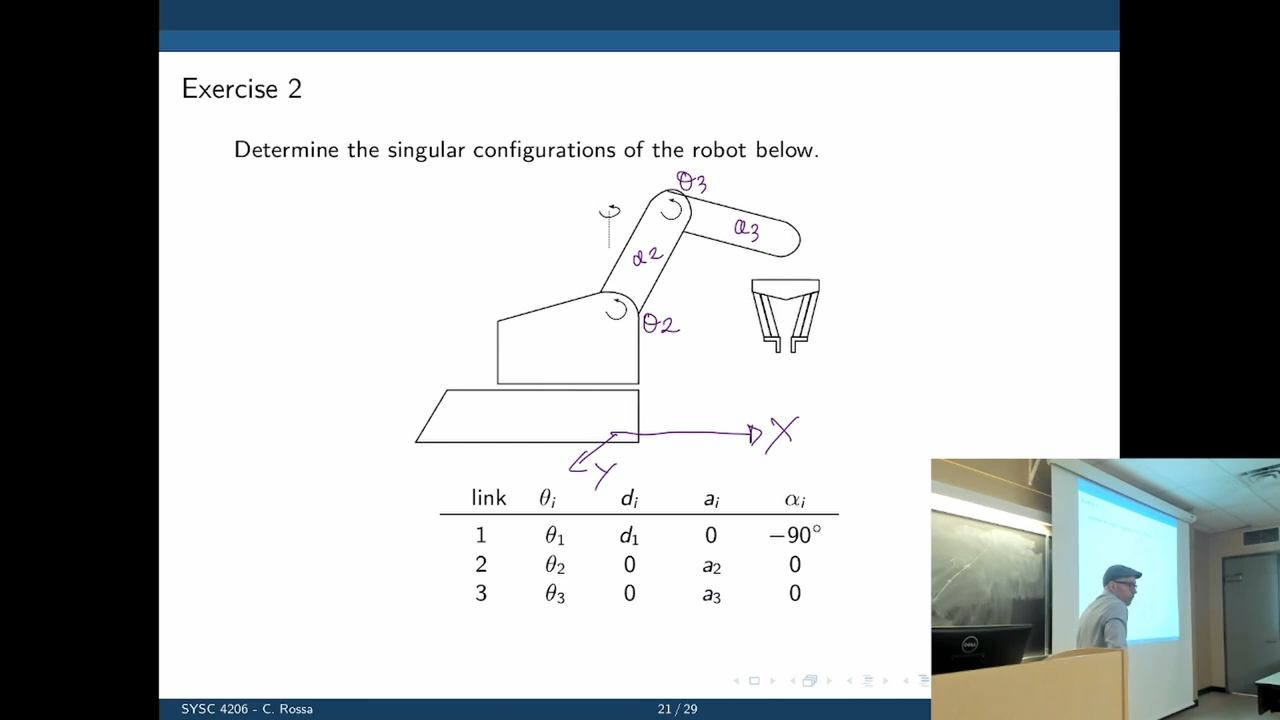 Exercise 2
Determine the singular configurations of the robot below.
θ3
a3
a2
θ2
X
Y
link θi di ai αi
1 θ1 d1 0 −90°
2 θ2 0 a2 0
3 θ3 0 a3 0
DELL
SYSC 4206 - C. Rossa 21 / 29